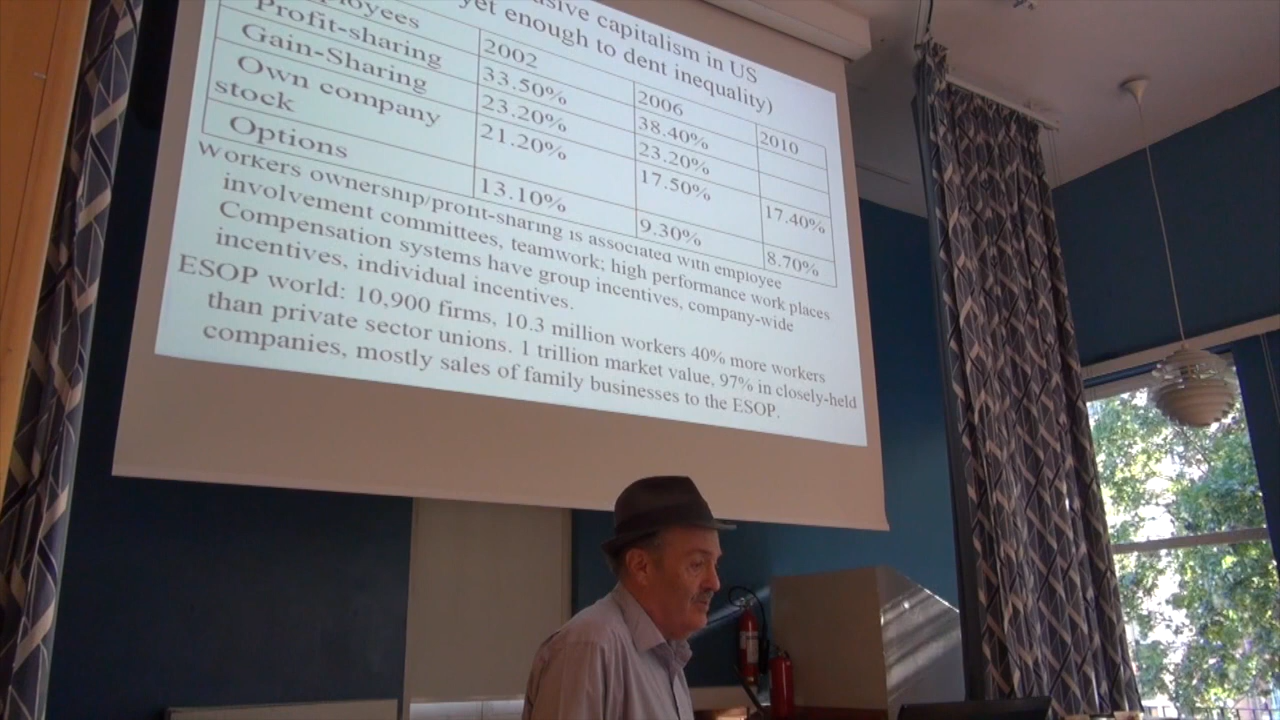 capitalism in US
yet enough to dent inequality)
2002 2006 2010
Profit-sharing 33.50% 38.40%
Gain-Sharing 23.20% 23.20%
Own company 21.20% 17.50% 17.40%
stock
Options 13.10% 9.30% 8.70%
Workers ownership/profit-sharing is associated with employee
involvement committees, teamwork; high performance work places
Compensation systems have group incentives, company-wide
incentives, individual incentives.
ESOP world: 10,900 firms, 10.3 million workers 40% more workers
than private sector unions. 1 trillion market value, 97% in closely-held
companies, mostly sales of family businesses to the ESOP.